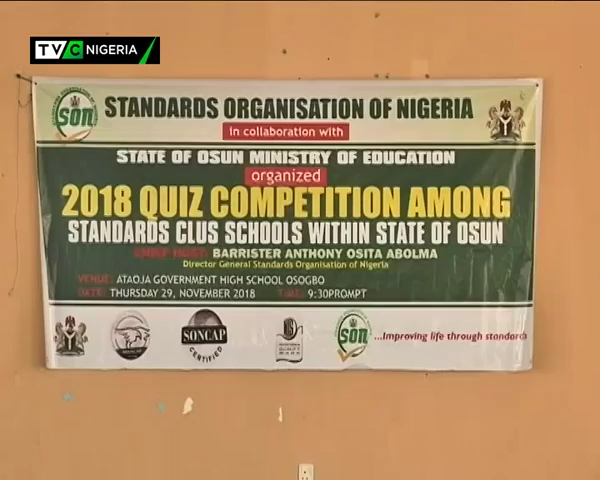 TVC NIGERIA
SON
STANDARDS ORGANISATION OF NIGERIA
in collaboration with
STATE OF OSUN MINISTRY OF EDUCATION
organized
2018 QUIZ COMPETITION AMONG
STANDARDS CLUS SCHOOLS WITHIN STATE OF OSUN
CHIEF HOST: BARRISTER ANTHONY OSITA ABOLMA
Director General Standards Organisation of Nigeria
VENUE: ATAOJA GOVERNMENT HIGH SCHOOL OSOGBO
DATE: THURSDAY 29, NOVEMBER 2018 TIME: 9:30PROMPT
SONCAP
CERTIFIED
SON
...Improving life through standards